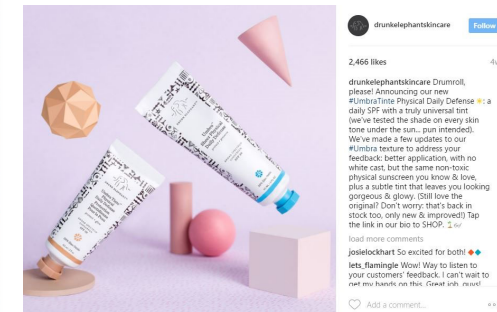 drunkelephantskincare
Follow
2,466 likes
4w
drunkelephantskincare Drumroll,
please! Announcing our new
#UmbraTinte Physical Daily Defense ☀️: a
daily SPF with a truly universal tint
(we've tested the shade on every skin
tone under the sun... pun intended).
We've made a few updates to our
#Umbra texture to address your
feedback: better application, with no
white cast, but the same non-toxic
physical sunscreen you know & love,
plus a subtle tint that leaves you looking
gorgeous & glowy. (Still love the
original? Don't worry: that's back in
stock too, only new & improved!) Tap
the link in our bio to SHOP.
load more comments
josielockhart So excited for both!
lets_flamingle Wow! Way to listen to
your customers' feedback. I can't wait to
get my hands on this. Great job, guys!
Add a comment...